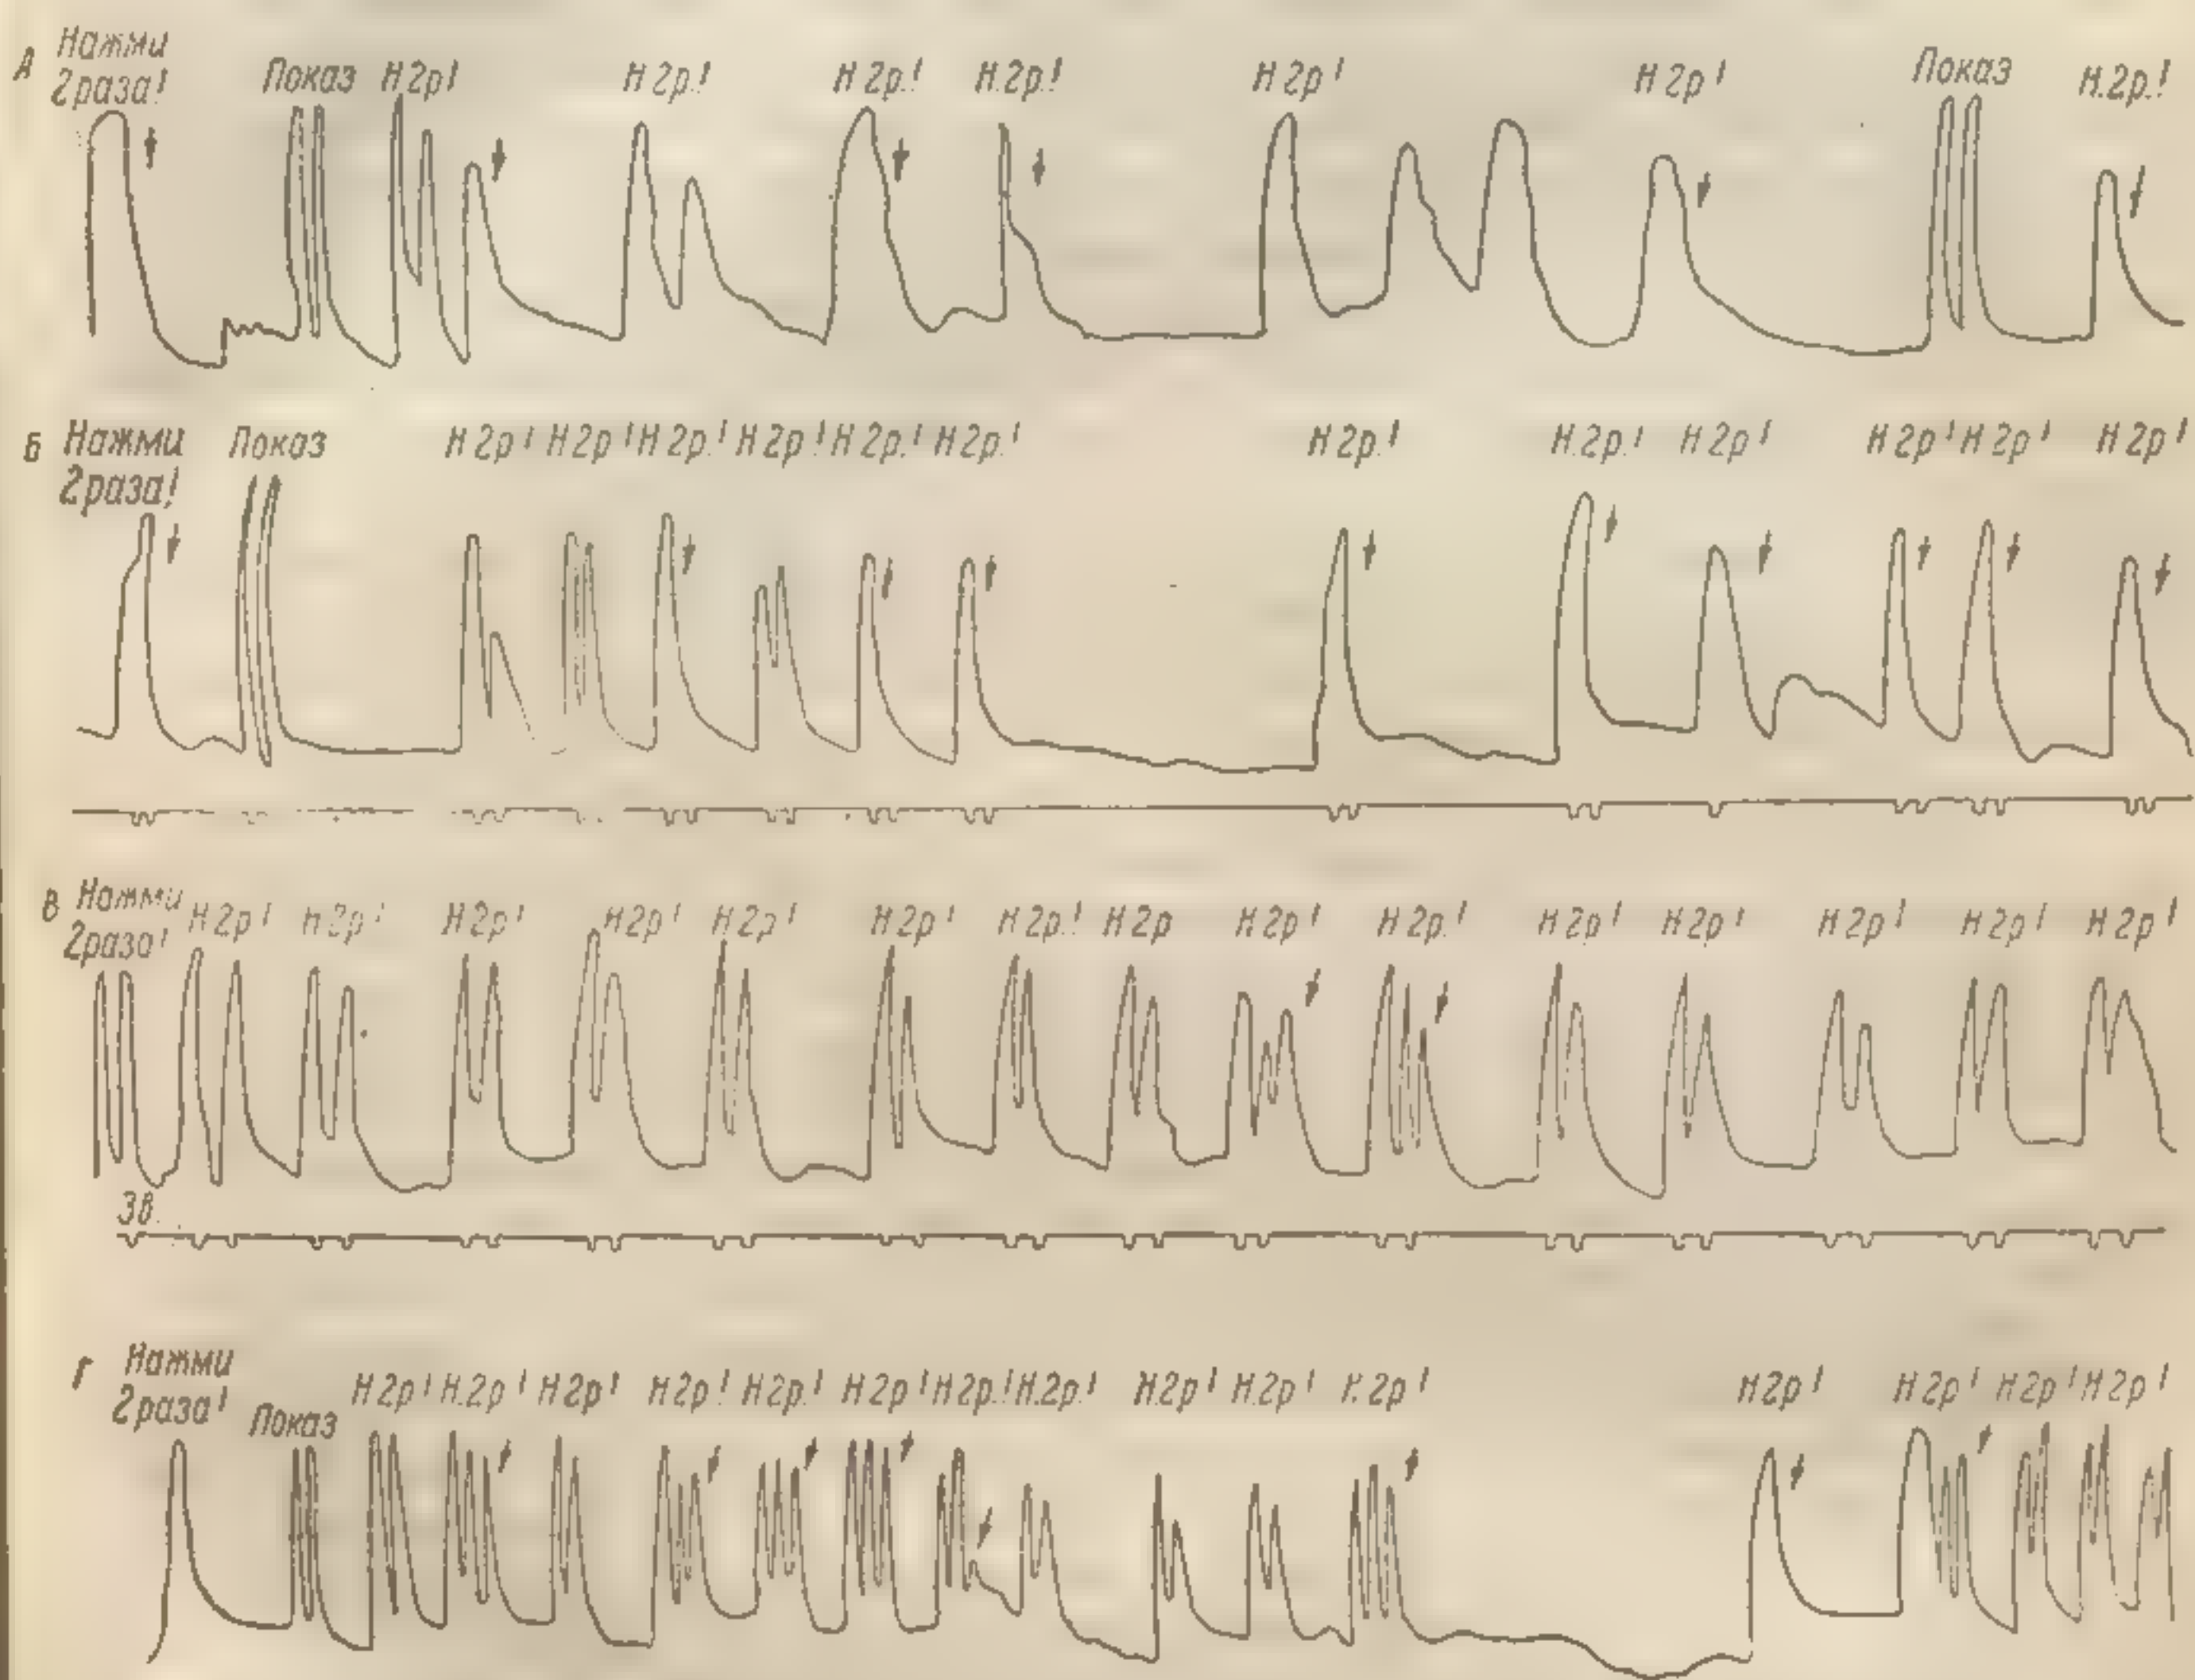 А Нажми
2 раза! Показ Н 2р! Н 2р.! Н. 2р.! Н. 2р.! Н 2р! Н 2р! Показ Н. 2р.!
Б Нажми Показ Н 2р! Н 2р! Н 2р.! Н 2р! Н 2р.! Н 2р.! Н 2р.! Н. 2р.! Н 2р! Н 2р! Н 2р! Н 2р!
2 раза!
В Нажми Н 2р! Н 2р! Н 2р! Н 2р! Н 2р! Н 2р! Н 2р.! Н 2р Н 2р! Н 2р.! Н 2р! Н 2р! Н 2р! Н 2р! Н 2р!
2 раза!
Зв.
Г Нажми Н 2р! Н. 2р! Н 2р! Н 2р! Н 2р.! Н 2р! Н 2р.! Н. 2р.! Н 2р! Н 2р! Н. 2р! Н 2р! Н 2р! Н 2р! Н 2р!
2 раза! Показ